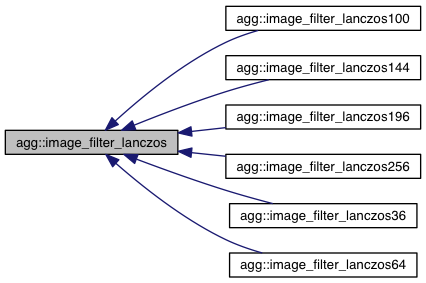 agg::image_filter_lanczos100
agg::image_filter_lanczos144
agg::image_filter_lanczos196
agg::image_filter_lanczos
agg::image_filter_lanczos256
agg::image_filter_lanczos36
agg::image_filter_lanczos64